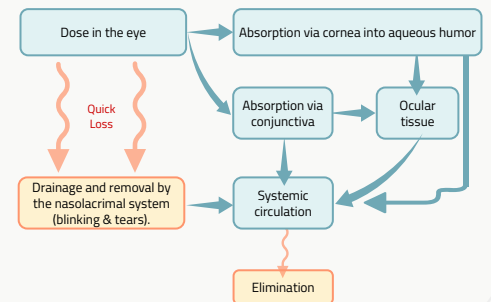 Dose in the eye
Absorption via cornea into aqueous humor
Quick
Loss
Absorption via
conjunctiva
Ocular
tissue
Drainage and removal by
the nasolacrimal system
(blinking & tears).
Systemic
circulation
Elimination